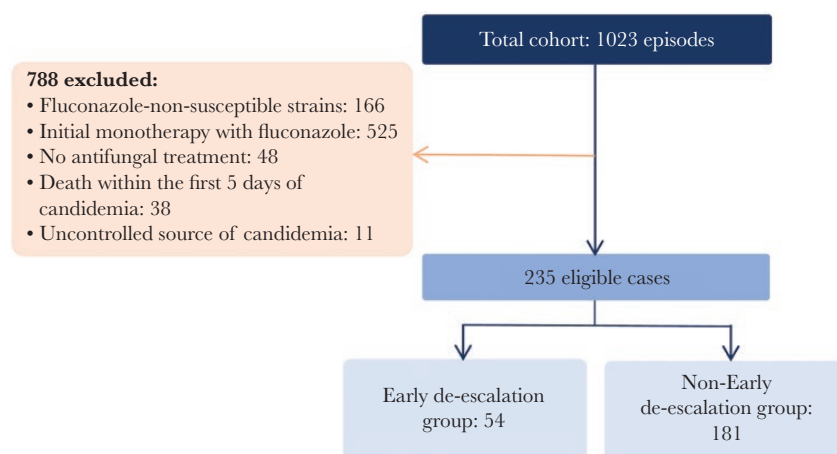 Total cohort: 1023 episodes
788 excluded:
• Fluconazole-non-susceptible strains: 166
• Initial monotherapy with fluconazole: 525
• No antifungal treatment: 48
• Death within the first 5 days of
candidemia: 38
• Uncontrolled source of candidemia: 11
235 eligible cases
Early de-escalation
group: 54
Non-Early
de-escalation group:
181